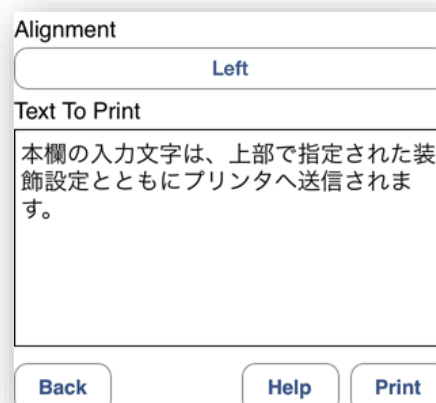 Alignment
Left
Text To Print
本欄の入力文字は、上部で指定された装
飾設定とともにプリンタへ送信されま
す。
Back
Help
Print